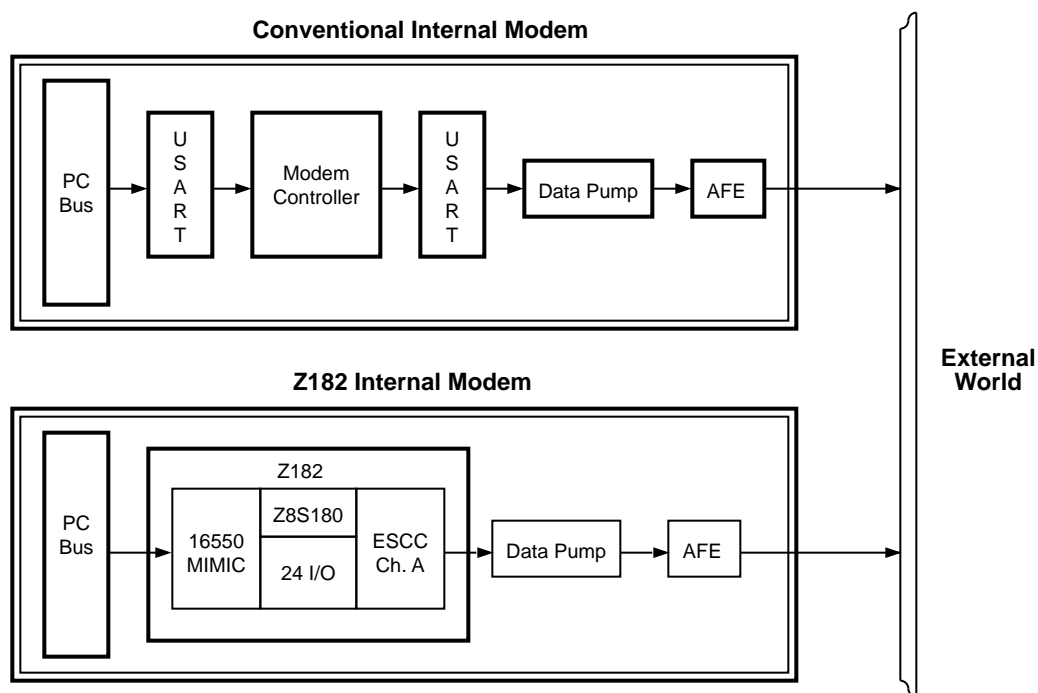 Conventional Internal Modem
PC
Bus
U
S
A
R
T
Modem
Controller
U
S
A
R
T
Data Pump
AFE
External
World
Z182 Internal Modem
PC
Bus
Z182
16550
MIMIC
Z8S180
24 I/O
ESCC
Ch. A
Data Pump
AFE